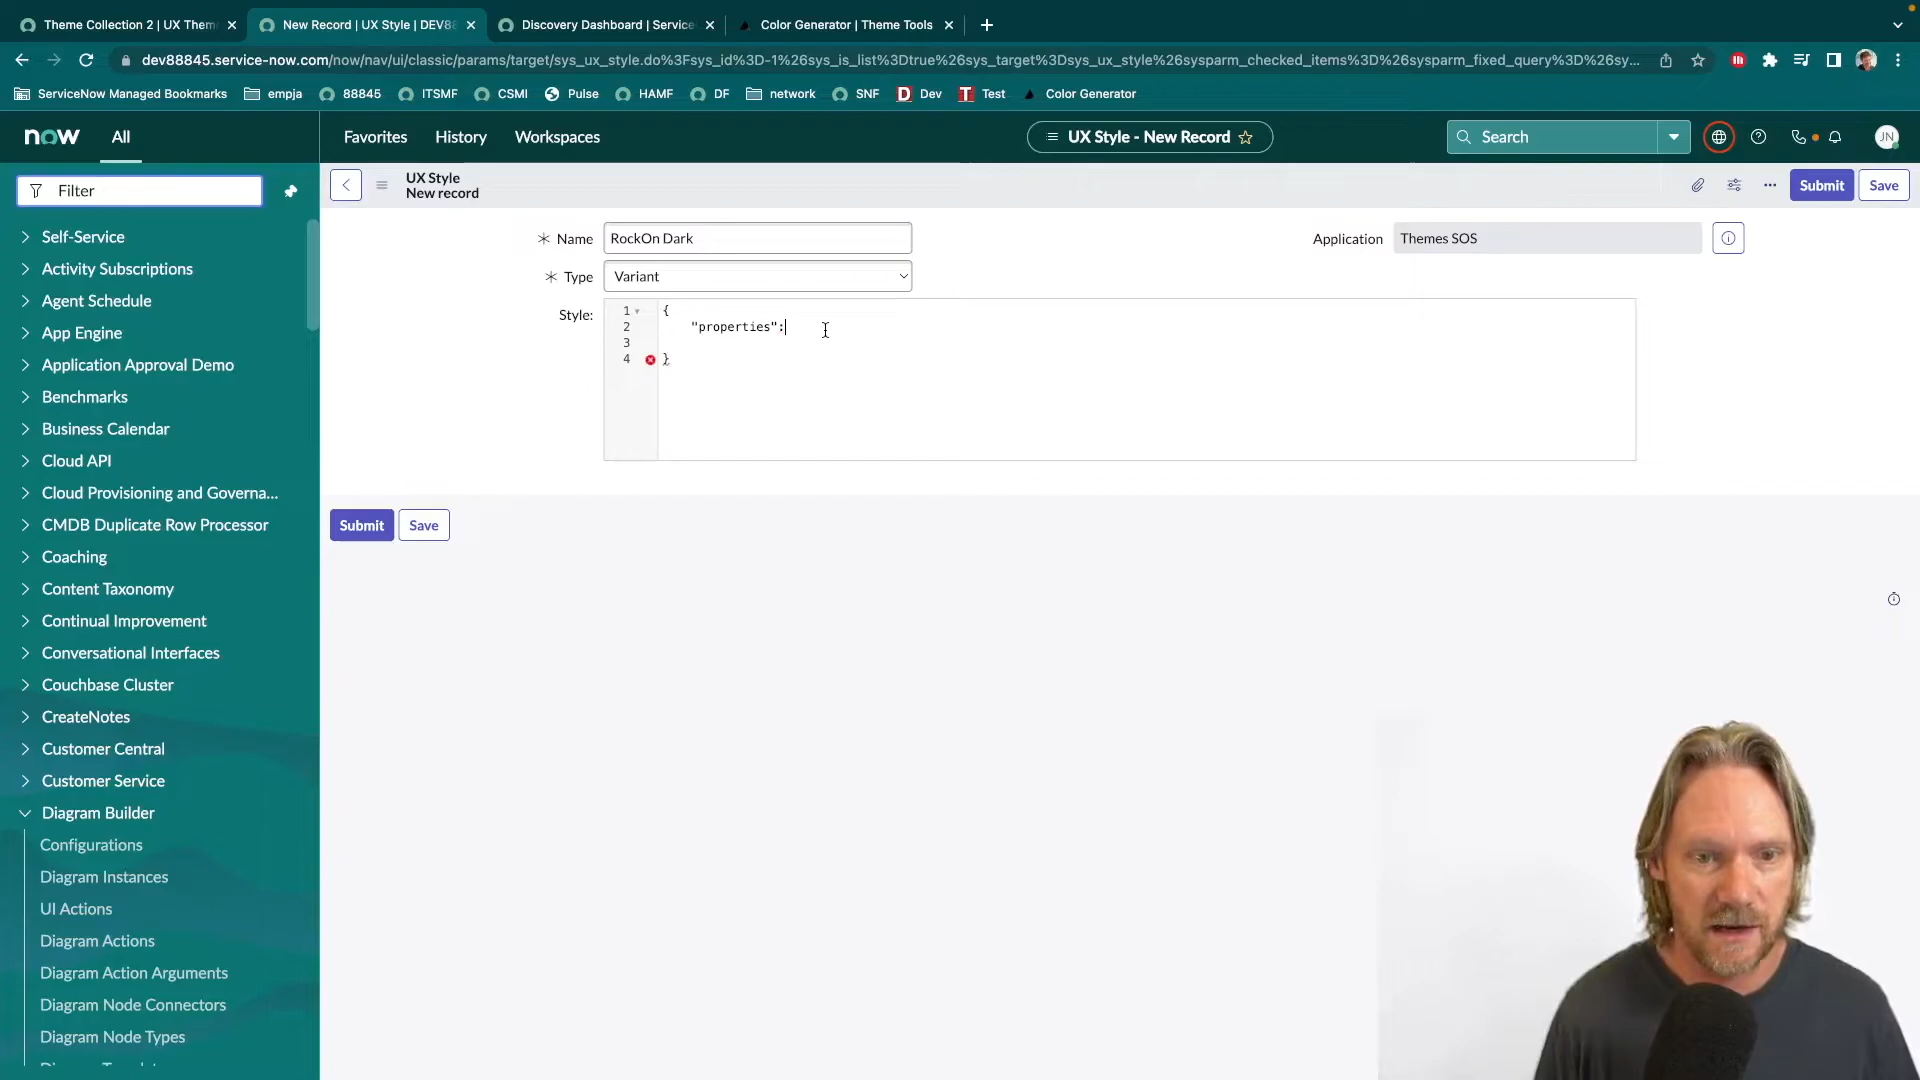 Theme Collection 2 | UX Them
New Record | UX Style | DEV88
Discovery Dashboard | Service
Color Generator | Theme Tools
dev88845.service-now.com/now/nav/ui/classic/params/target/sys_ux_style.do%3Fsys_id%3D-1%26sys_is_list%3Dtrue%26sys_target%3Dsys_ux_style%26sysparm_checked_items%3D%26sysparm_fixed_query%3D%26sy...
ServiceNow Managed Bookmarks
empja
88845
ITSMF
CSMI
Pulse
HAMF
DF
network
SNF
D Dev
T Test
Color Generator
now
All
Favorites
History
Workspaces
UX Style - New Record
Search
JN
Filter
UX Style
New record
Submit
Save
Name
RockOn Dark
Application
Themes SOS
Type
Variant
Style:
1 {
2 "properties":
3
4 }
Submit
Save
Self-Service
Activity Subscriptions
Agent Schedule
App Engine
Application Approval Demo
Benchmarks
Business Calendar
Cloud API
Cloud Provisioning and Governa...
CMDB Duplicate Row Processor
Coaching
Content Taxonomy
Continual Improvement
Conversational Interfaces
Couchbase Cluster
CreateNotes
Customer Central
Customer Service
Diagram Builder
Configurations
Diagram Instances
UI Actions
Diagram Actions
Diagram Action Arguments
Diagram Node Connectors
Diagram Node Types